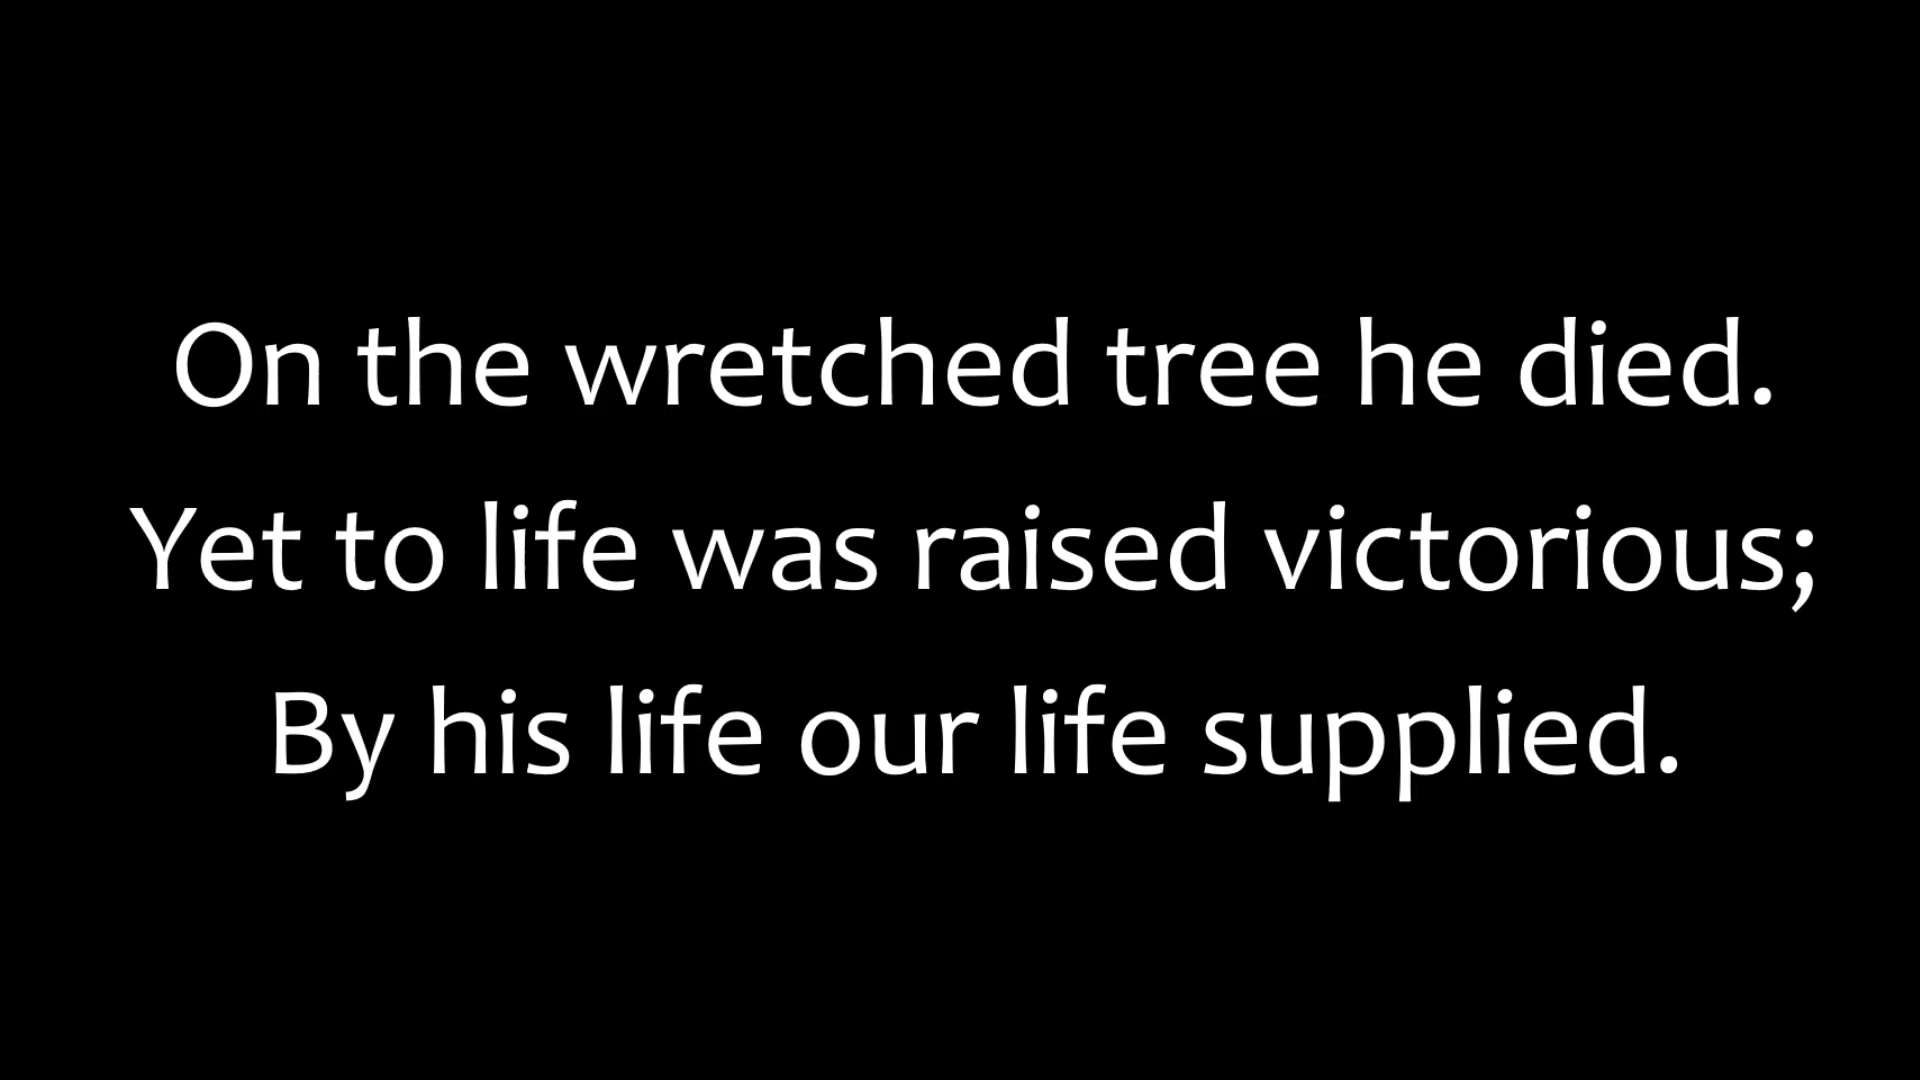 On the wretched tree he died.
Yet to life was raised victorious;
By his life our life supplied.